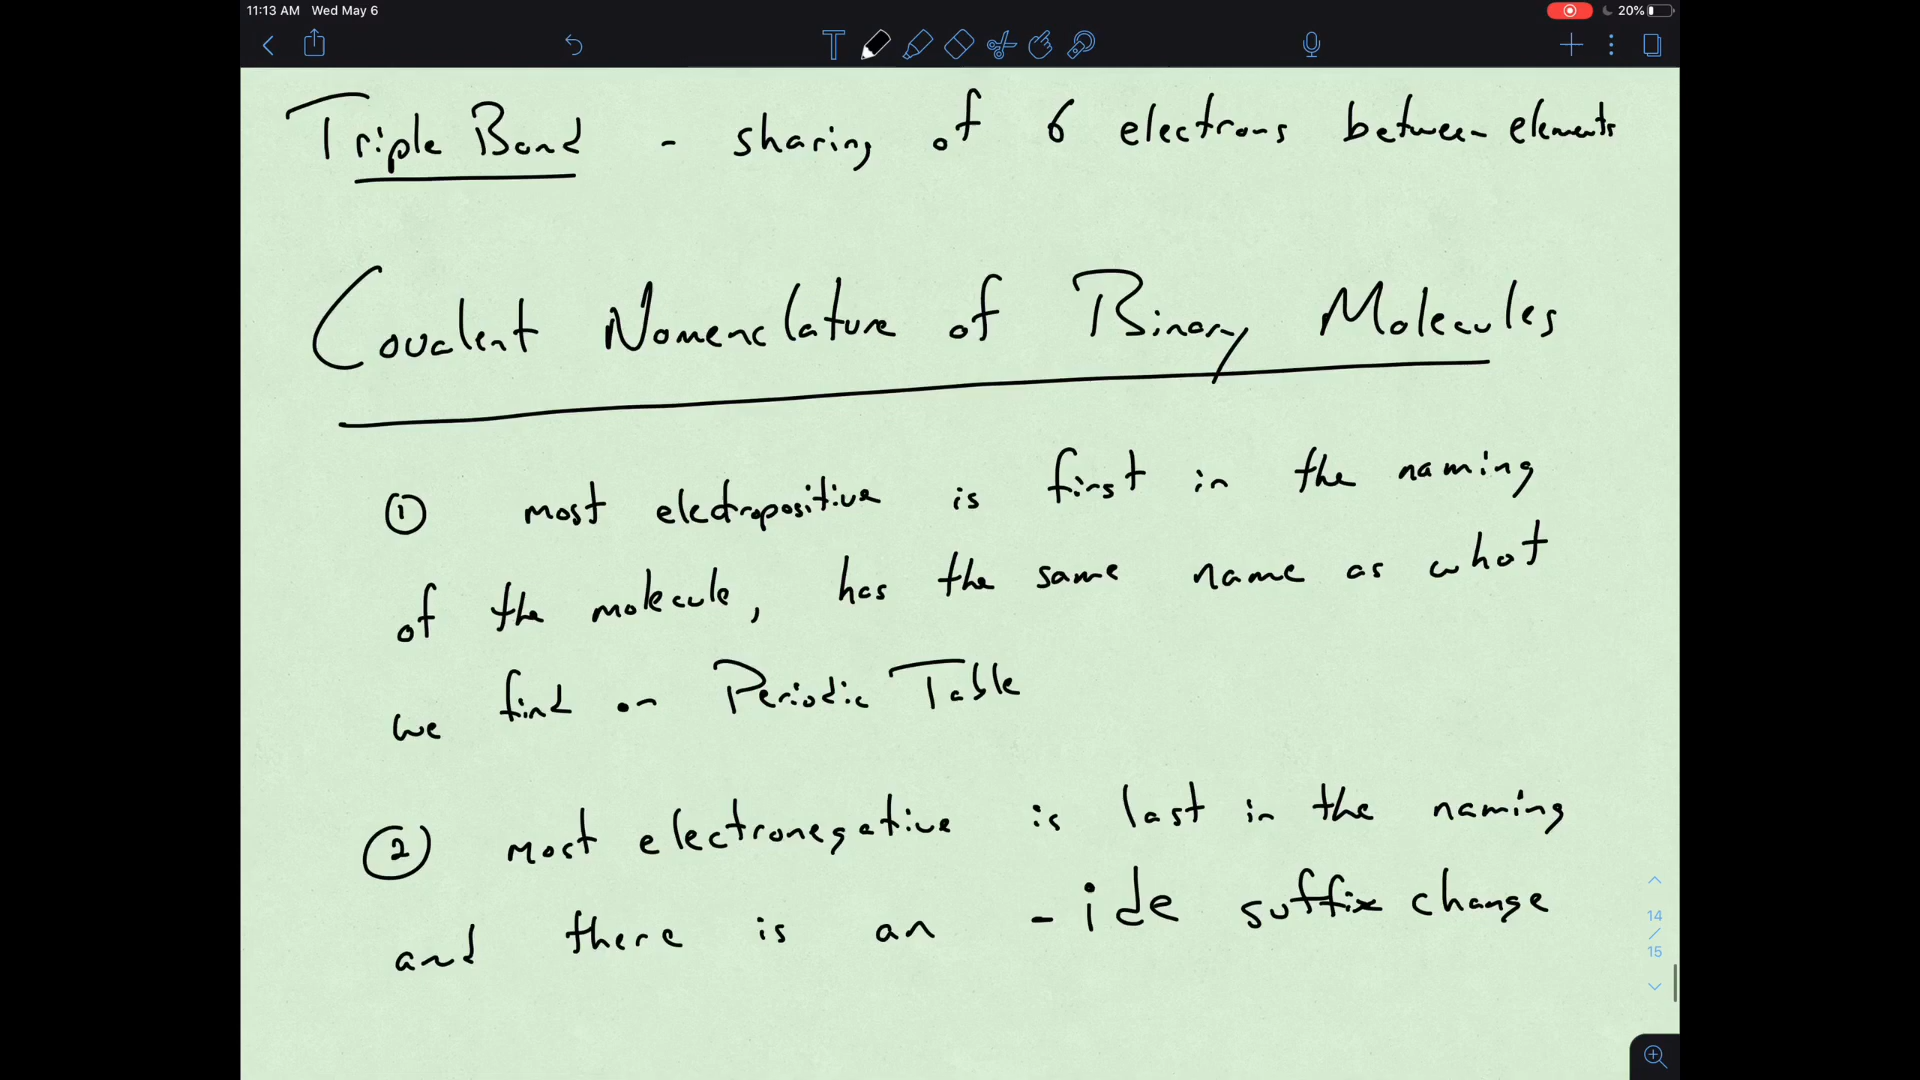 11:13 AM Wed May 6
20%
T
Triple Bond - sharing of 6 electrons between elements
Covalent Nomenclature of Binary Molecules
① most electropositive is first in the naming
of the molecule, has the same name as what
we find on Periodic Table
② most electronegative is last in the naming
and there is an -ide suffix change
14
/
15